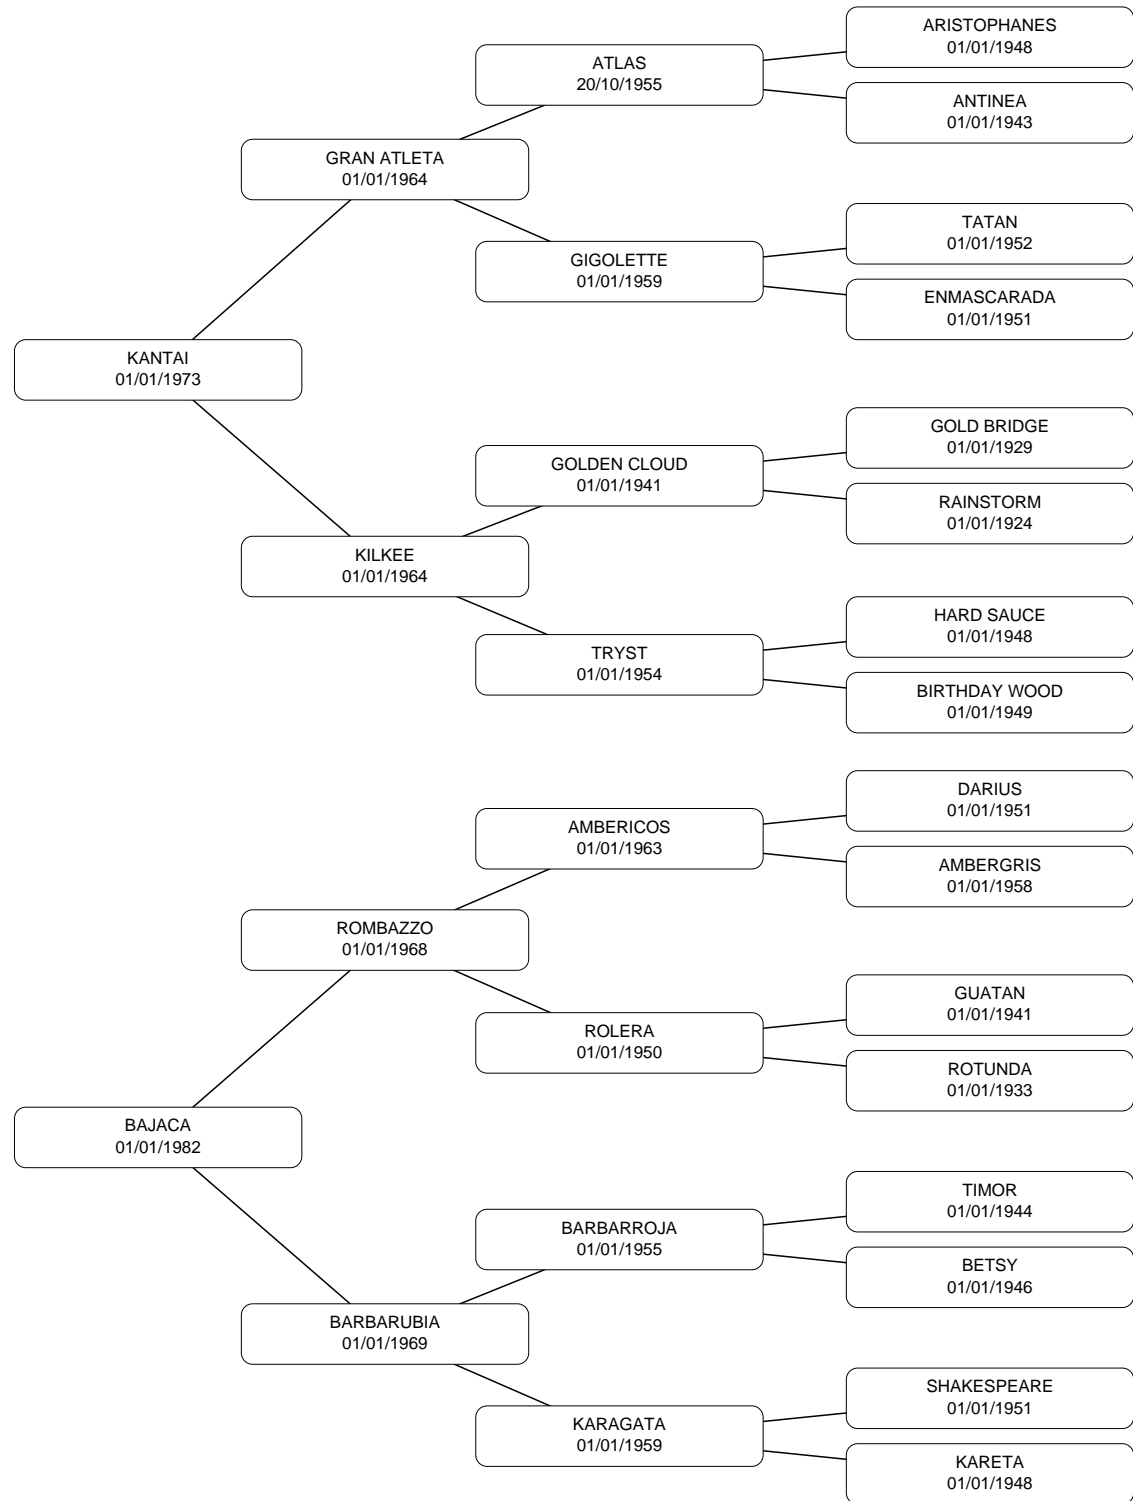 ARISTOPHANES
01/01/1948
ATLAS
20/10/1955
ANTINEA
01/01/1943
GRAN ATLETA
01/01/1964
TATAN
01/01/1952
GIGOLETTE
01/01/1959
ENMASCARADA
01/01/1951
KANTAI
01/01/1973
GOLD BRIDGE
01/01/1929
GOLDEN CLOUD
01/01/1941
RAINSTORM
01/01/1924
KILKEE
01/01/1964
HARD SAUCE
01/01/1948
TRYST
01/01/1954
BIRTHDAY WOOD
01/01/1949
DARIUS
01/01/1951
AMBERICOS
01/01/1963
AMBERGRIS
01/01/1958
ROMBAZZO
01/01/1968
GUATAN
01/01/1941
ROLERA
01/01/1950
ROTUNDA
01/01/1933
BAJACA
01/01/1982
TIMOR
01/01/1944
BARBARROJA
01/01/1955
BETSY
01/01/1946
BARBARUBIA
01/01/1969
SHAKESPEARE
01/01/1951
KARAGATA
01/01/1959
KARETA
01/01/1948